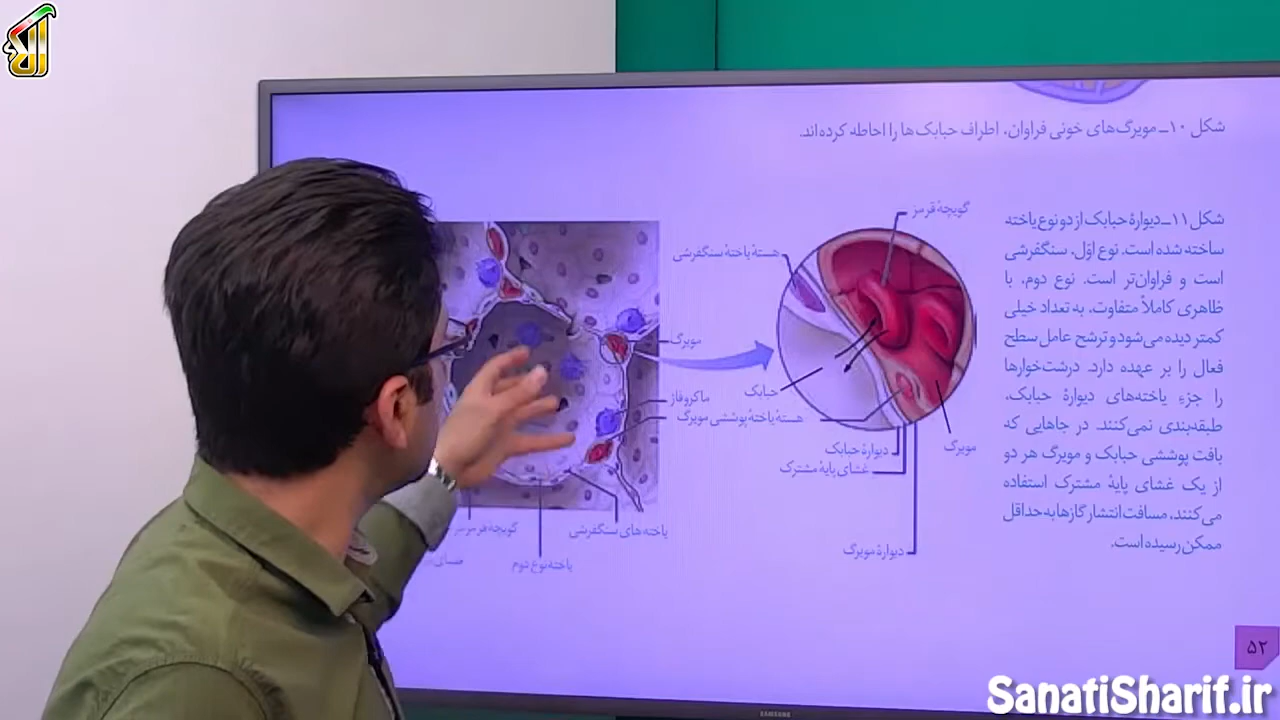 شکل ۱۰ــ مویرگ‌های خونی فراوان، اطراف حبابک‌ها را احاطه کرده‌اند.
شکل ۱۱ــ دیوارهٔ حبابک از دو نوع یاخته
ساخته شده است. نوع اوّل، سنگفرشی
است و فراوان‌تر است. نوع دوم، با
ظاهری کاملاً متفاوت، به تعداد خیلی
کمتر دیده می‌شود و ترشح عامل سطح
فعال را بر عهده دارد. درشت‌خوارها
را جزءِ یاخته‌های دیوارهٔ حبابک،
طبقه‌بندی نمی‌کنند. در جاهایی که
بافت پوششی حبابک و مویرگ هر دو
از یک غشای پایهٔ مشترک استفاده
می‌کنند، مسافت انتشار گازها به حداقل
ممکن رسیده است.
گویچهٔ قرمز
هستهٔ یاختهٔ سنگفرشی
مویرگ
حبابک
ماکروفاژ
هستهٔ یاختهٔ پوششی مویرگ
دیوارهٔ حبابک
غشای پایهٔ مشترک
مویرگ
دیوارهٔ مویرگ
یاخته‌های سنگفرشی
گویچه قرمز
یاخته نوع دوم
۵۲
SAMSUNG
SanatiSharif.ir